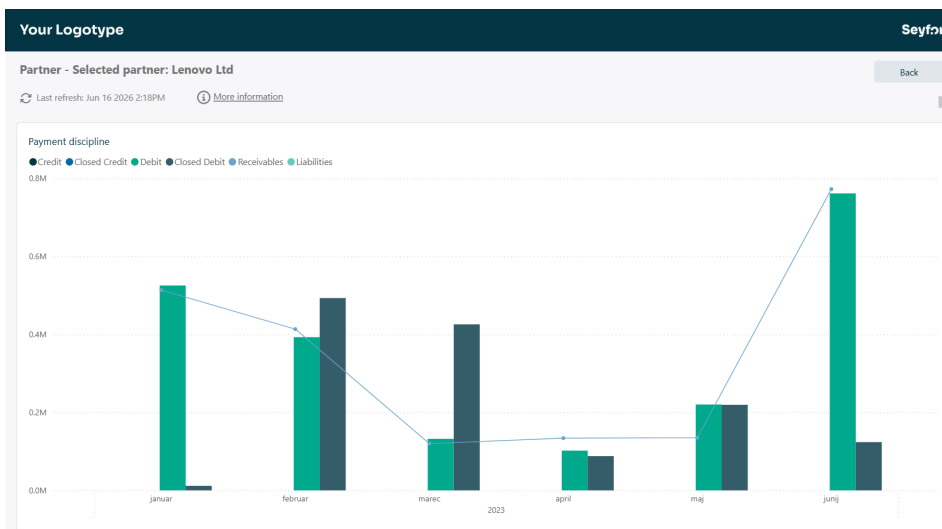 Your Logotype
Seyfor
Partner - Selected partner: Lenovo Ltd
Back
Last refresh: Jun 16 2026 2:18PM
More information
Payment discipline
Credit Closed Credit Debit Closed Debit Receivables Liabilities
0.8M
0.6M
0.4M
0.2M
0.0M
januar februar marec april maj junij
2023